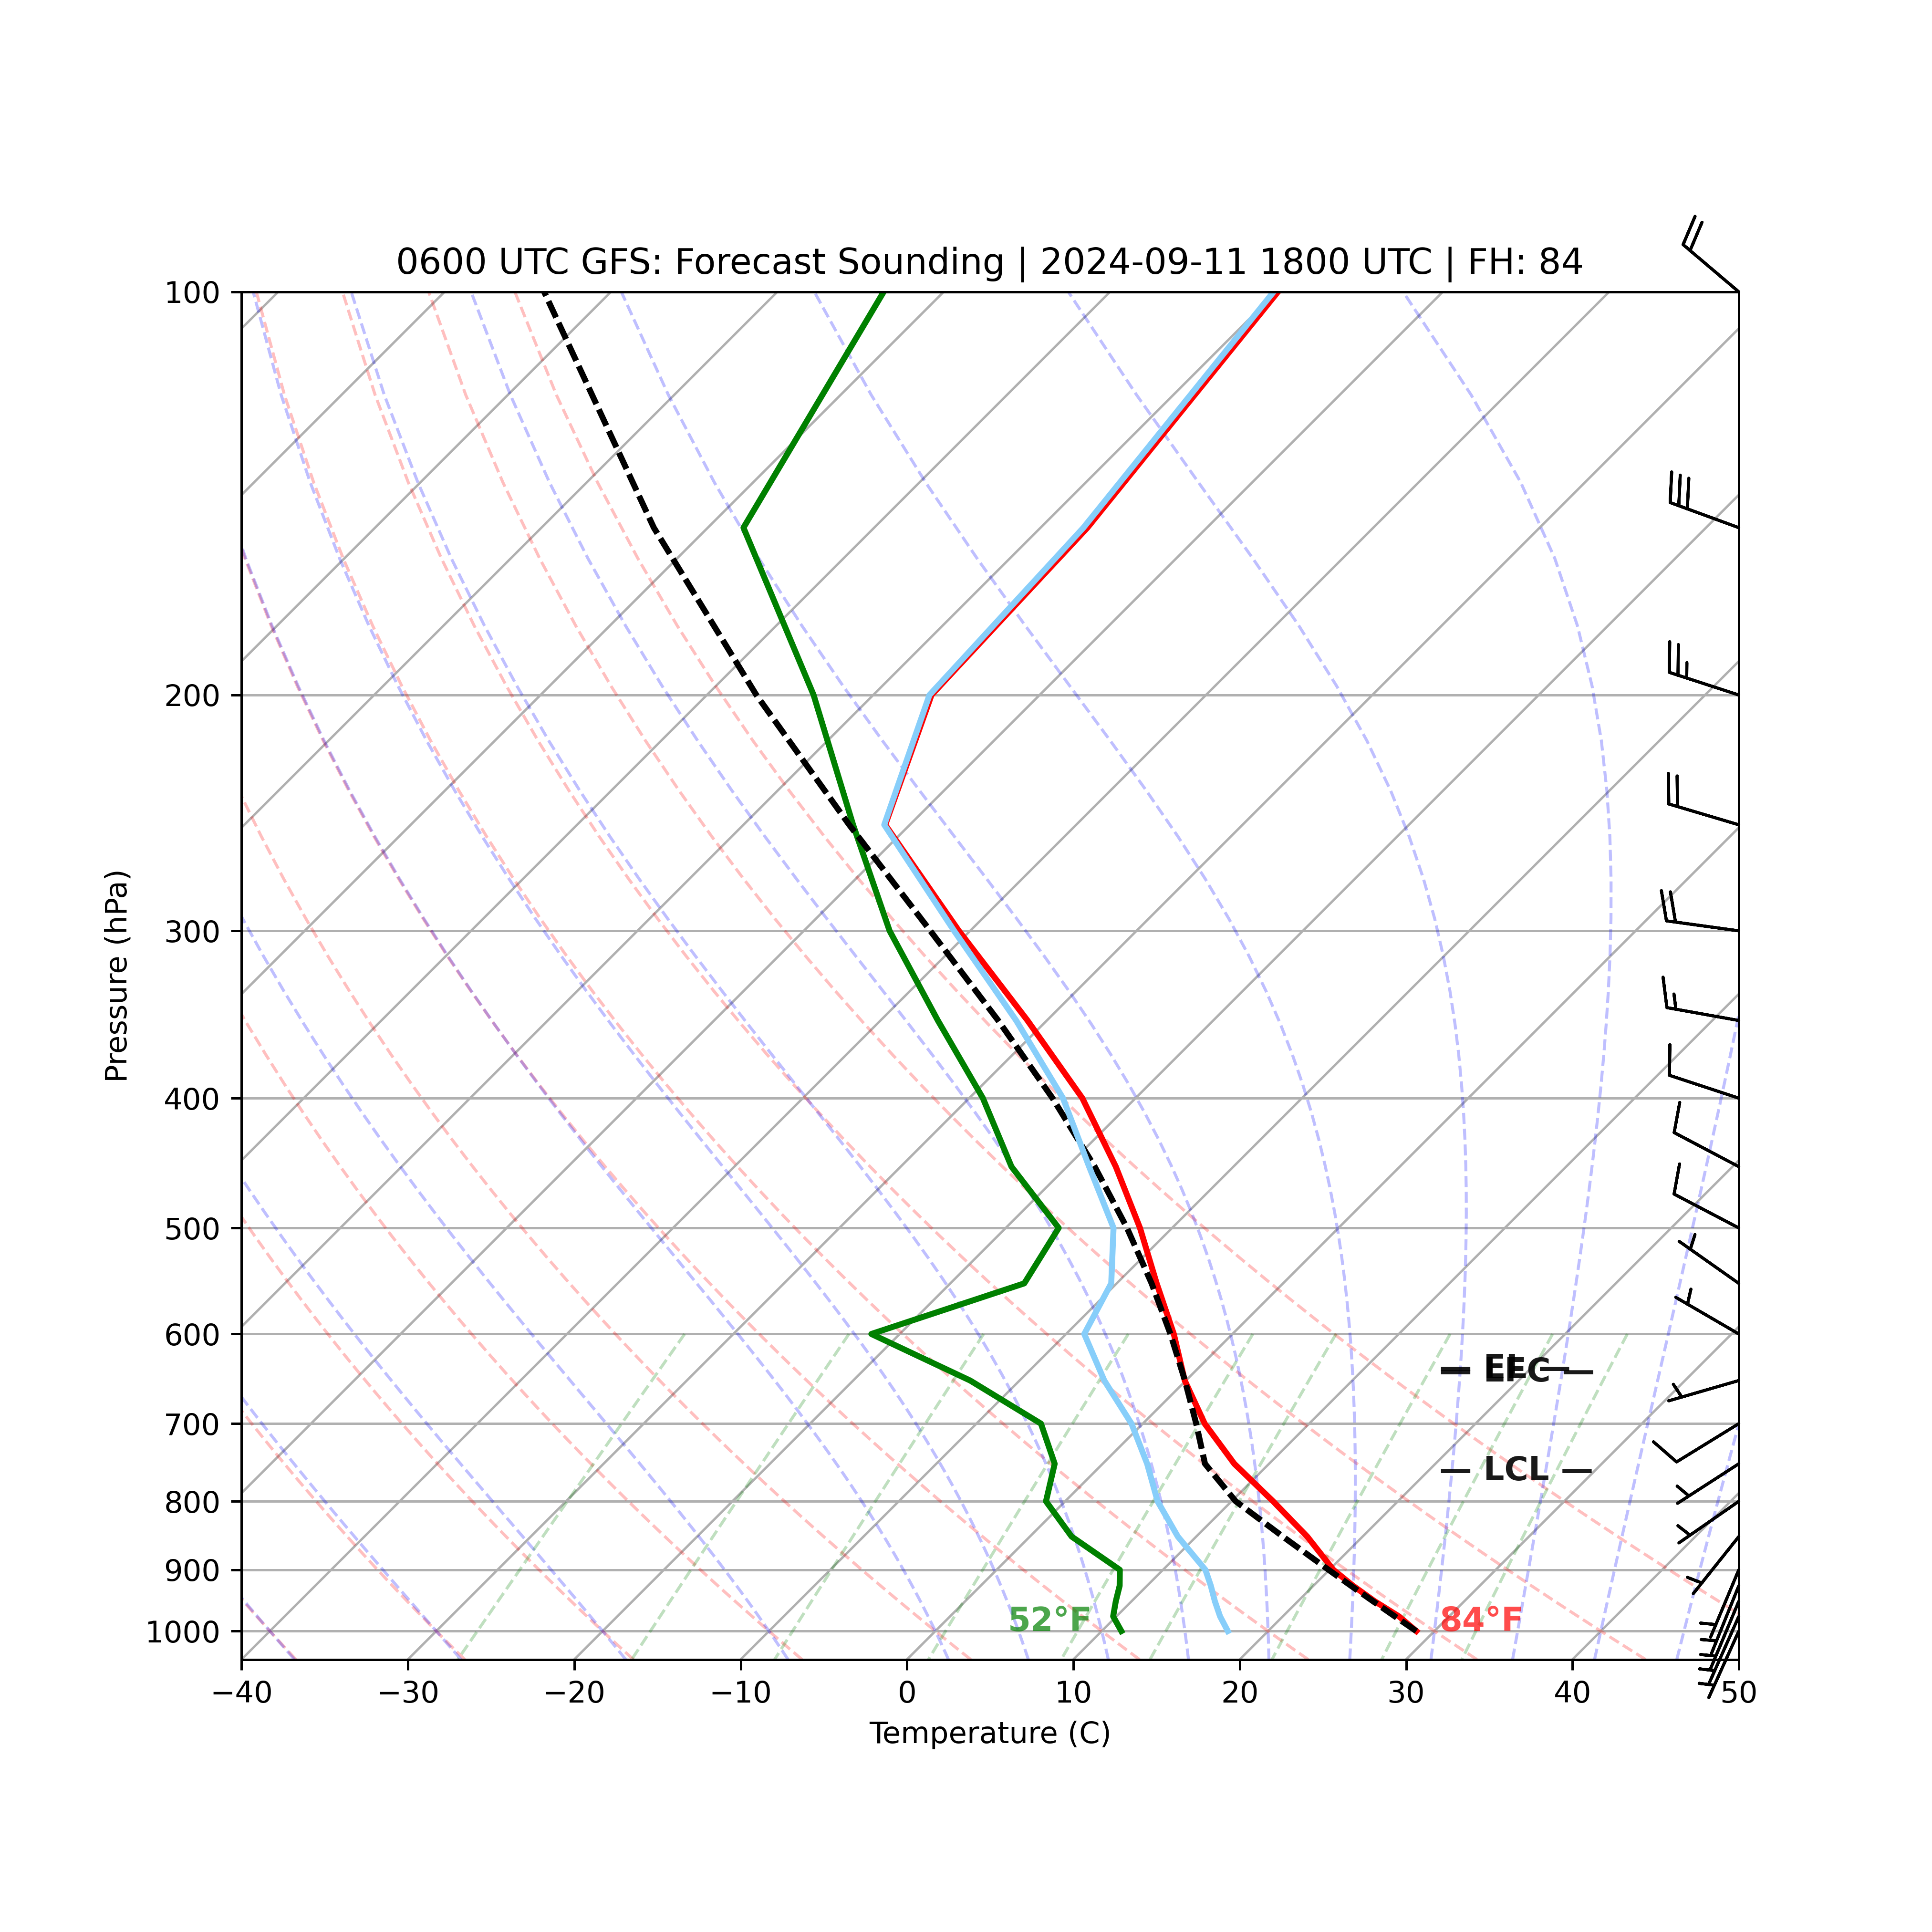 0600 UTC GFS: Forecast Sounding | 2024-09-11 1800 UTC | FH: 84
100
200
300
400
500
600
700
800
900
1000
Pressure (hPa)
EL
LFC
LCL
52°F
84°F
−40 −30 −20 −10 0 10 20 30 40 50
Temperature (C)